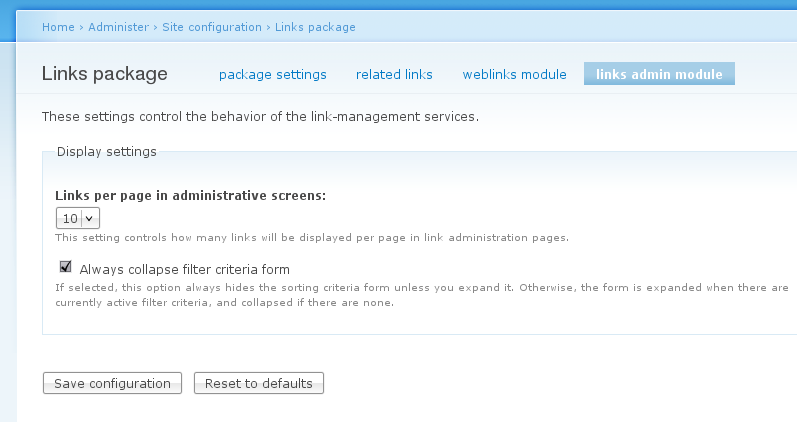 Home › Administer › Site configuration › Links package
Links package package settings related links weblinks module links admin module
These settings control the behavior of the link-management services.
Display settings
Links per page in administrative screens:
10
This setting controls how many links will be displayed per page in link administration pages.
Always collapse filter criteria form
If selected, this option always hides the sorting criteria form unless you expand it. Otherwise, the form is expanded when there are
currently active filter criteria, and collapsed if there are none.
Save configuration Reset to defaults